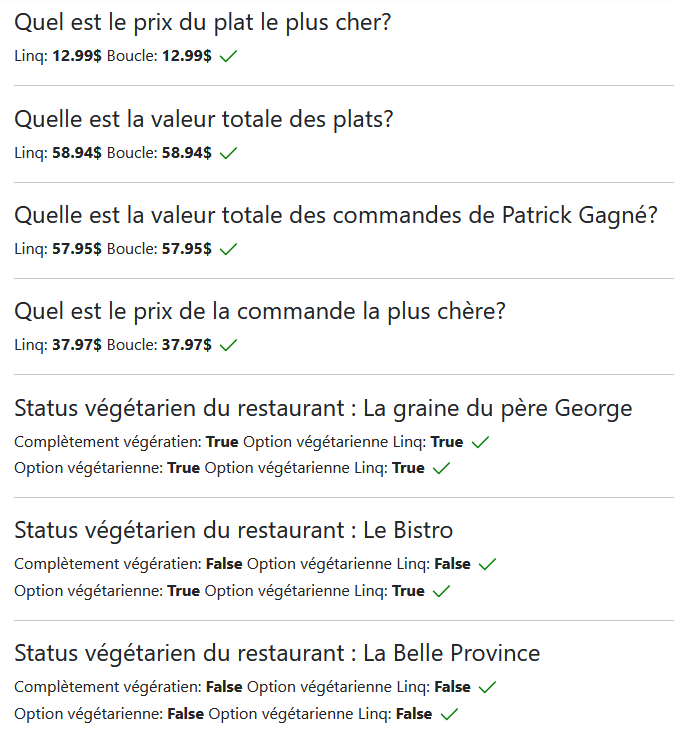 Quel est le prix du plat le plus cher?
Linq: 12.99$ Boucle: 12.99$
Quelle est la valeur totale des plats?
Linq: 58.94$ Boucle: 58.94$
Quelle est la valeur totale des commandes de Patrick Gagné?
Linq: 57.95$ Boucle: 57.95$
Quel est le prix de la commande la plus chère?
Linq: 37.97$ Boucle: 37.97$
Status végétarien du restaurant : La graine du père George
Complètement végératien: True Option végétarienne Linq: True
Option végétarienne: True Option végétarienne Linq: True
Status végétarien du restaurant : Le Bistro
Complètement végératien: False Option végétarienne Linq: False
Option végétarienne: True Option végétarienne Linq: True
Status végétarien du restaurant : La Belle Province
Complètement végératien: False Option végétarienne Linq: False
Option végétarienne: False Option végétarienne Linq: False